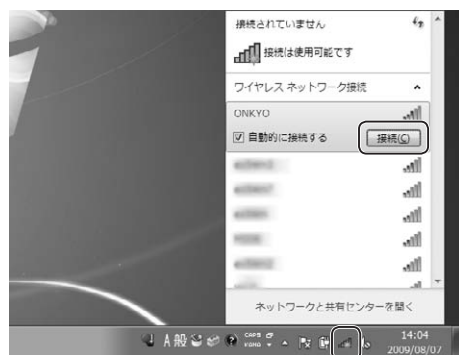 接続されていません
接続は使用可能です
ワイヤレス ネットワーク接続
ONKYO
自動的に接続する
接続(C)
ネットワークと共有センターを開く
A 般
CAPS
KANA
14:04
2009/08/07